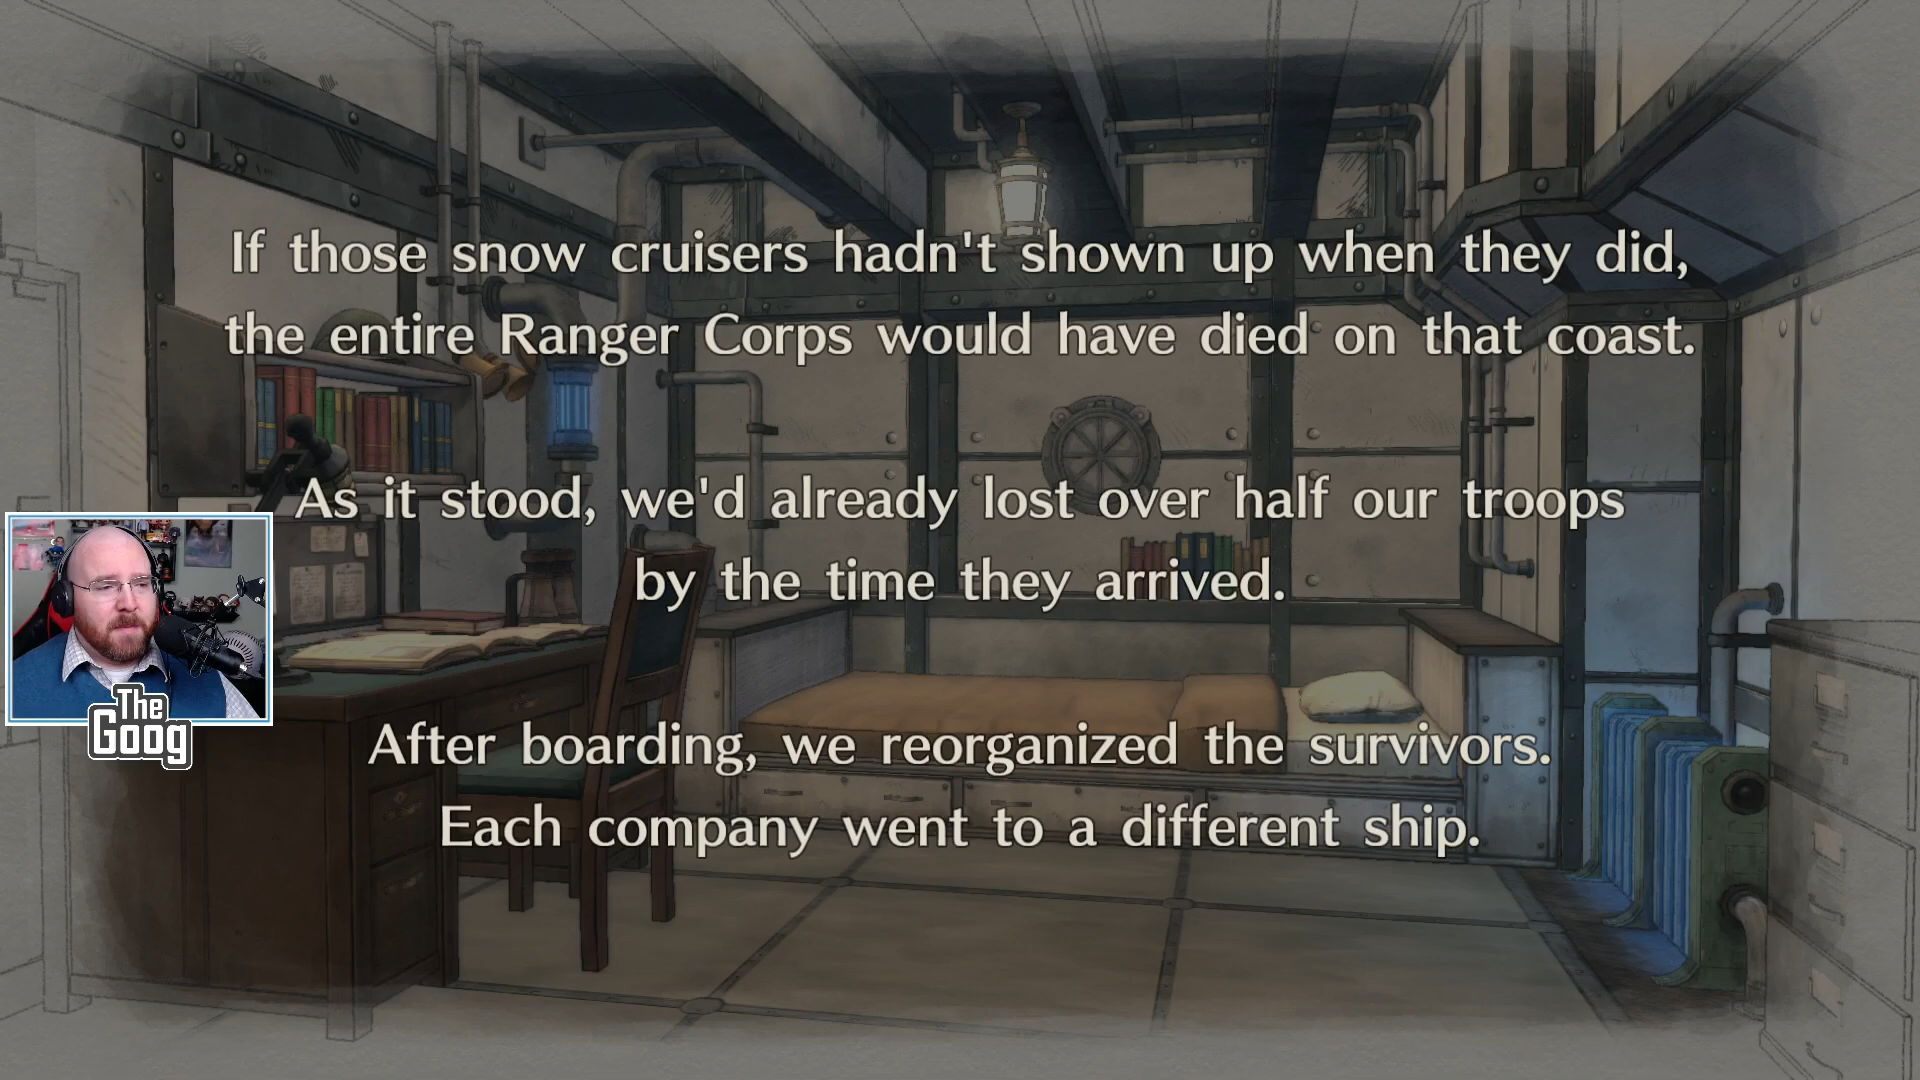 If those snow cruisers hadn't shown up when they did,
the entire Ranger Corps would have died on that coast.
As it stood, we'd already lost over half our troops
by the time they arrived.
After boarding, we reorganized the survivors.
Each company went to a different ship.
The
Goog